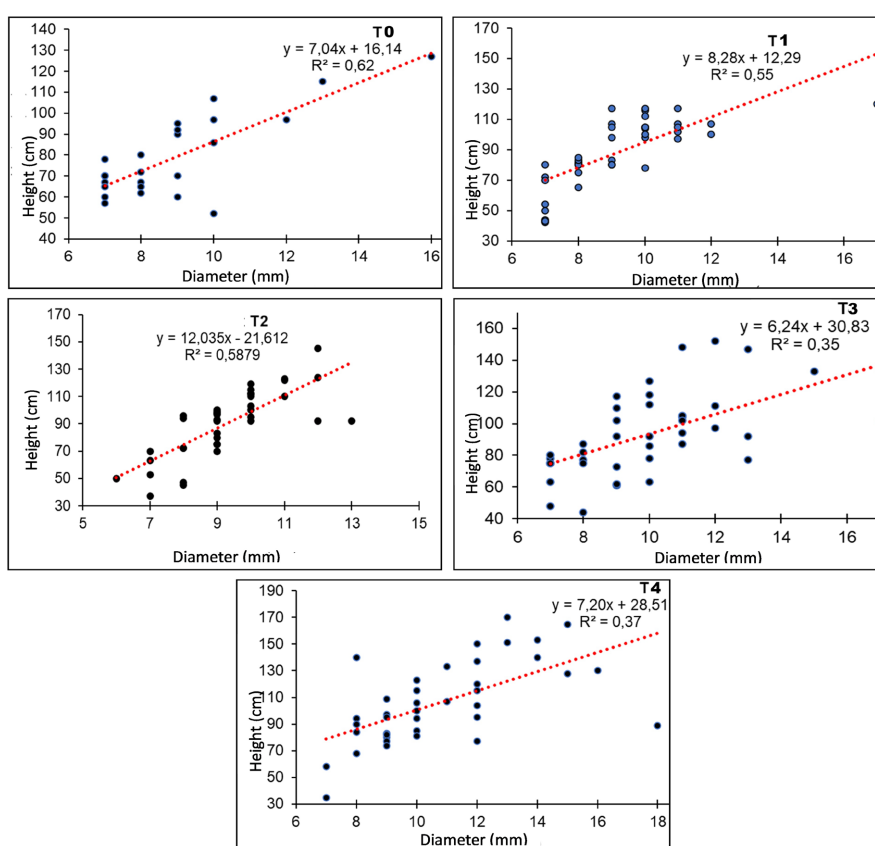 T0
y = 7,04x + 16,14
R² = 0,62
140
130
120
110
100
90
80
70
60
50
40
Height (cm)
6 8 10 12 14 16
Diameter (mm)
T1
y = 8,28x + 12,29
R² = 0,55
170
150
130
110
90
70
50
30
Height (cm)
6 8 10 12 14 16
Diameter (mm)
T2
y = 12,035x - 21,612
R² = 0,5879
170
150
130
110
90
70
50
30
Height (cm)
5 7 9 11 13 15
Diameter (mm)
T3
y = 6,24x + 30,83
R² = 0,35
160
140
120
100
80
60
40
Height (cm)
6 8 10 12 14 16
Diameter (mm)
T4
y = 7,20x + 28,51
R² = 0,37
190
170
150
130
110
90
70
50
30
Height (cm)
6 8 10 12 14 16 18
Diameter (mm)